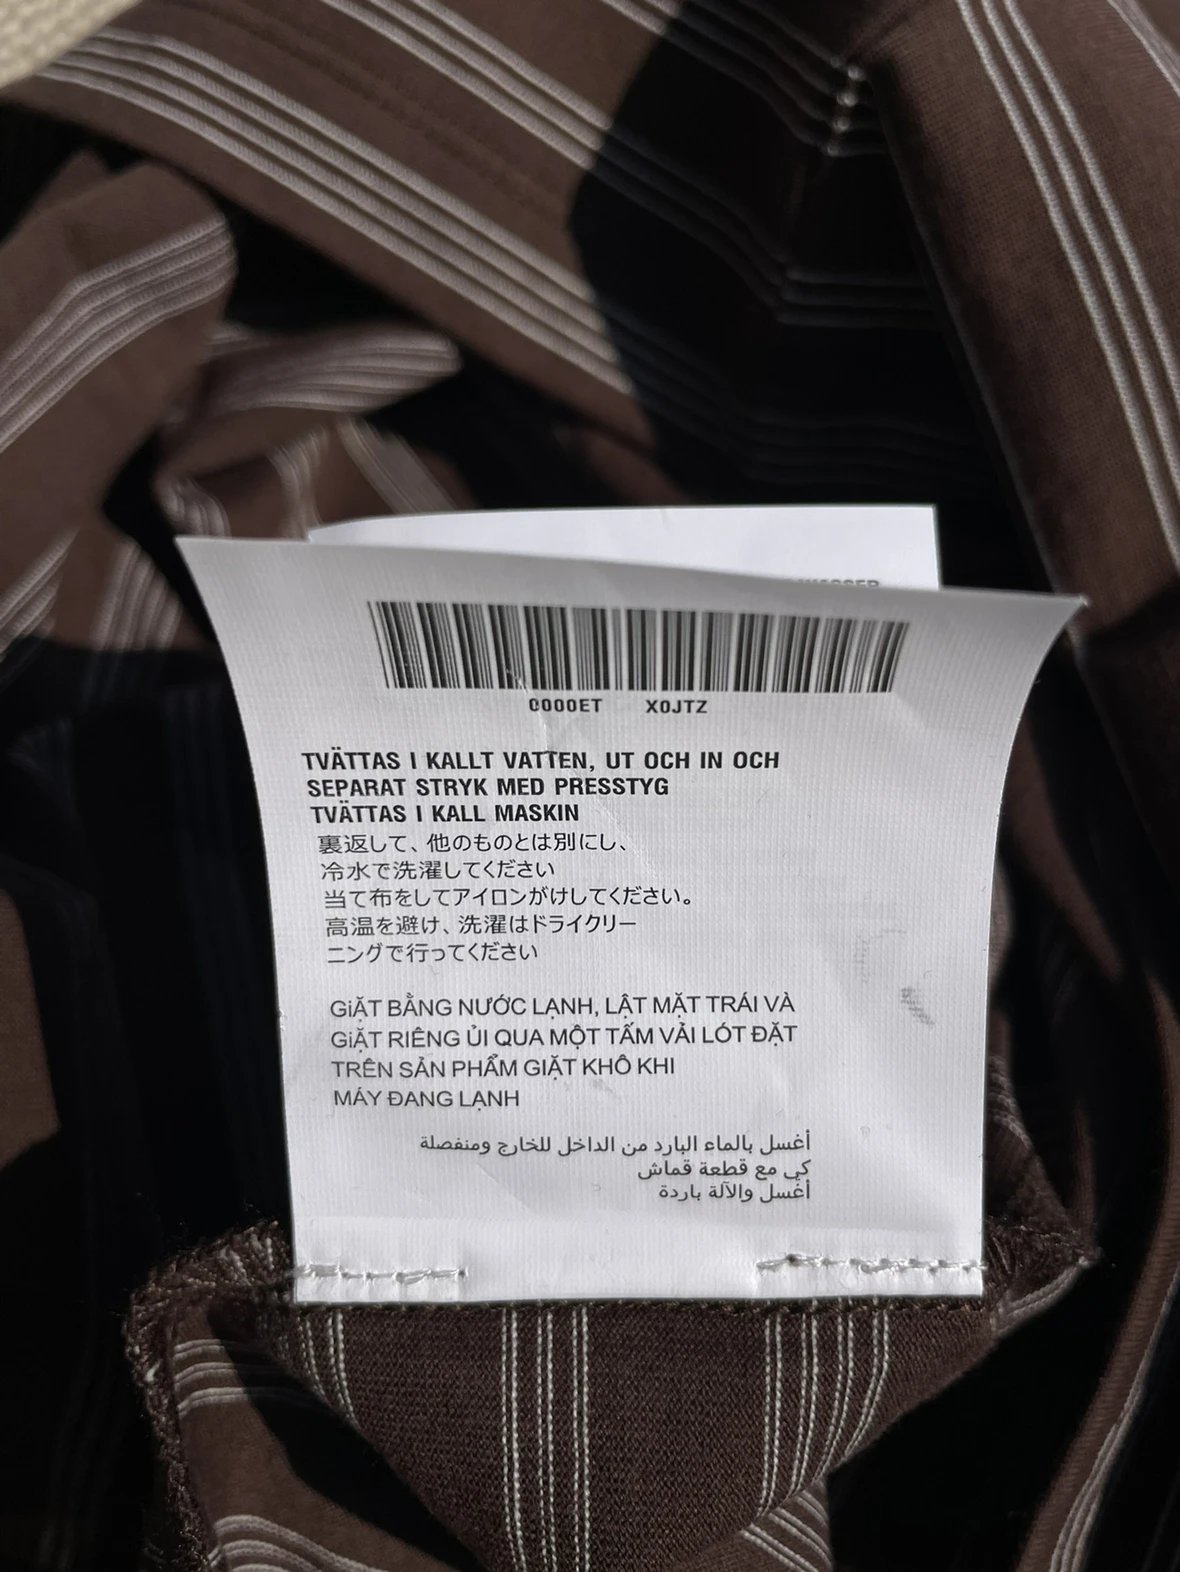 0000ET X0JTZ
TVÄTTAS I KALLT VATTEN, UT OCH IN OCH
SEPARAT STRYK MED PRESSTYG
TVÄTTAS I KALL MASKIN
裏返して、他のものとは別にし、
冷水で洗濯してください
当て布をしてアイロンがけしてください。
高温を避け、洗濯はドライクリー
ニングで行ってください
GIẶT BẰNG NƯỚC LẠNH, LẬT MẶT TRÁI VÀ
GIẶT RIÊNG ỦI QUA MỘT TẤM VẢI LÓT ĐẶT
TRÊN SẢN PHẨM GIẶT KHÔ KHI
MÁY ĐANG LẠNH
أغسل بالماء البارد من الداخل للخارج ومنفصلة
كي مع قطعة قماش
أغسل والآلة باردة